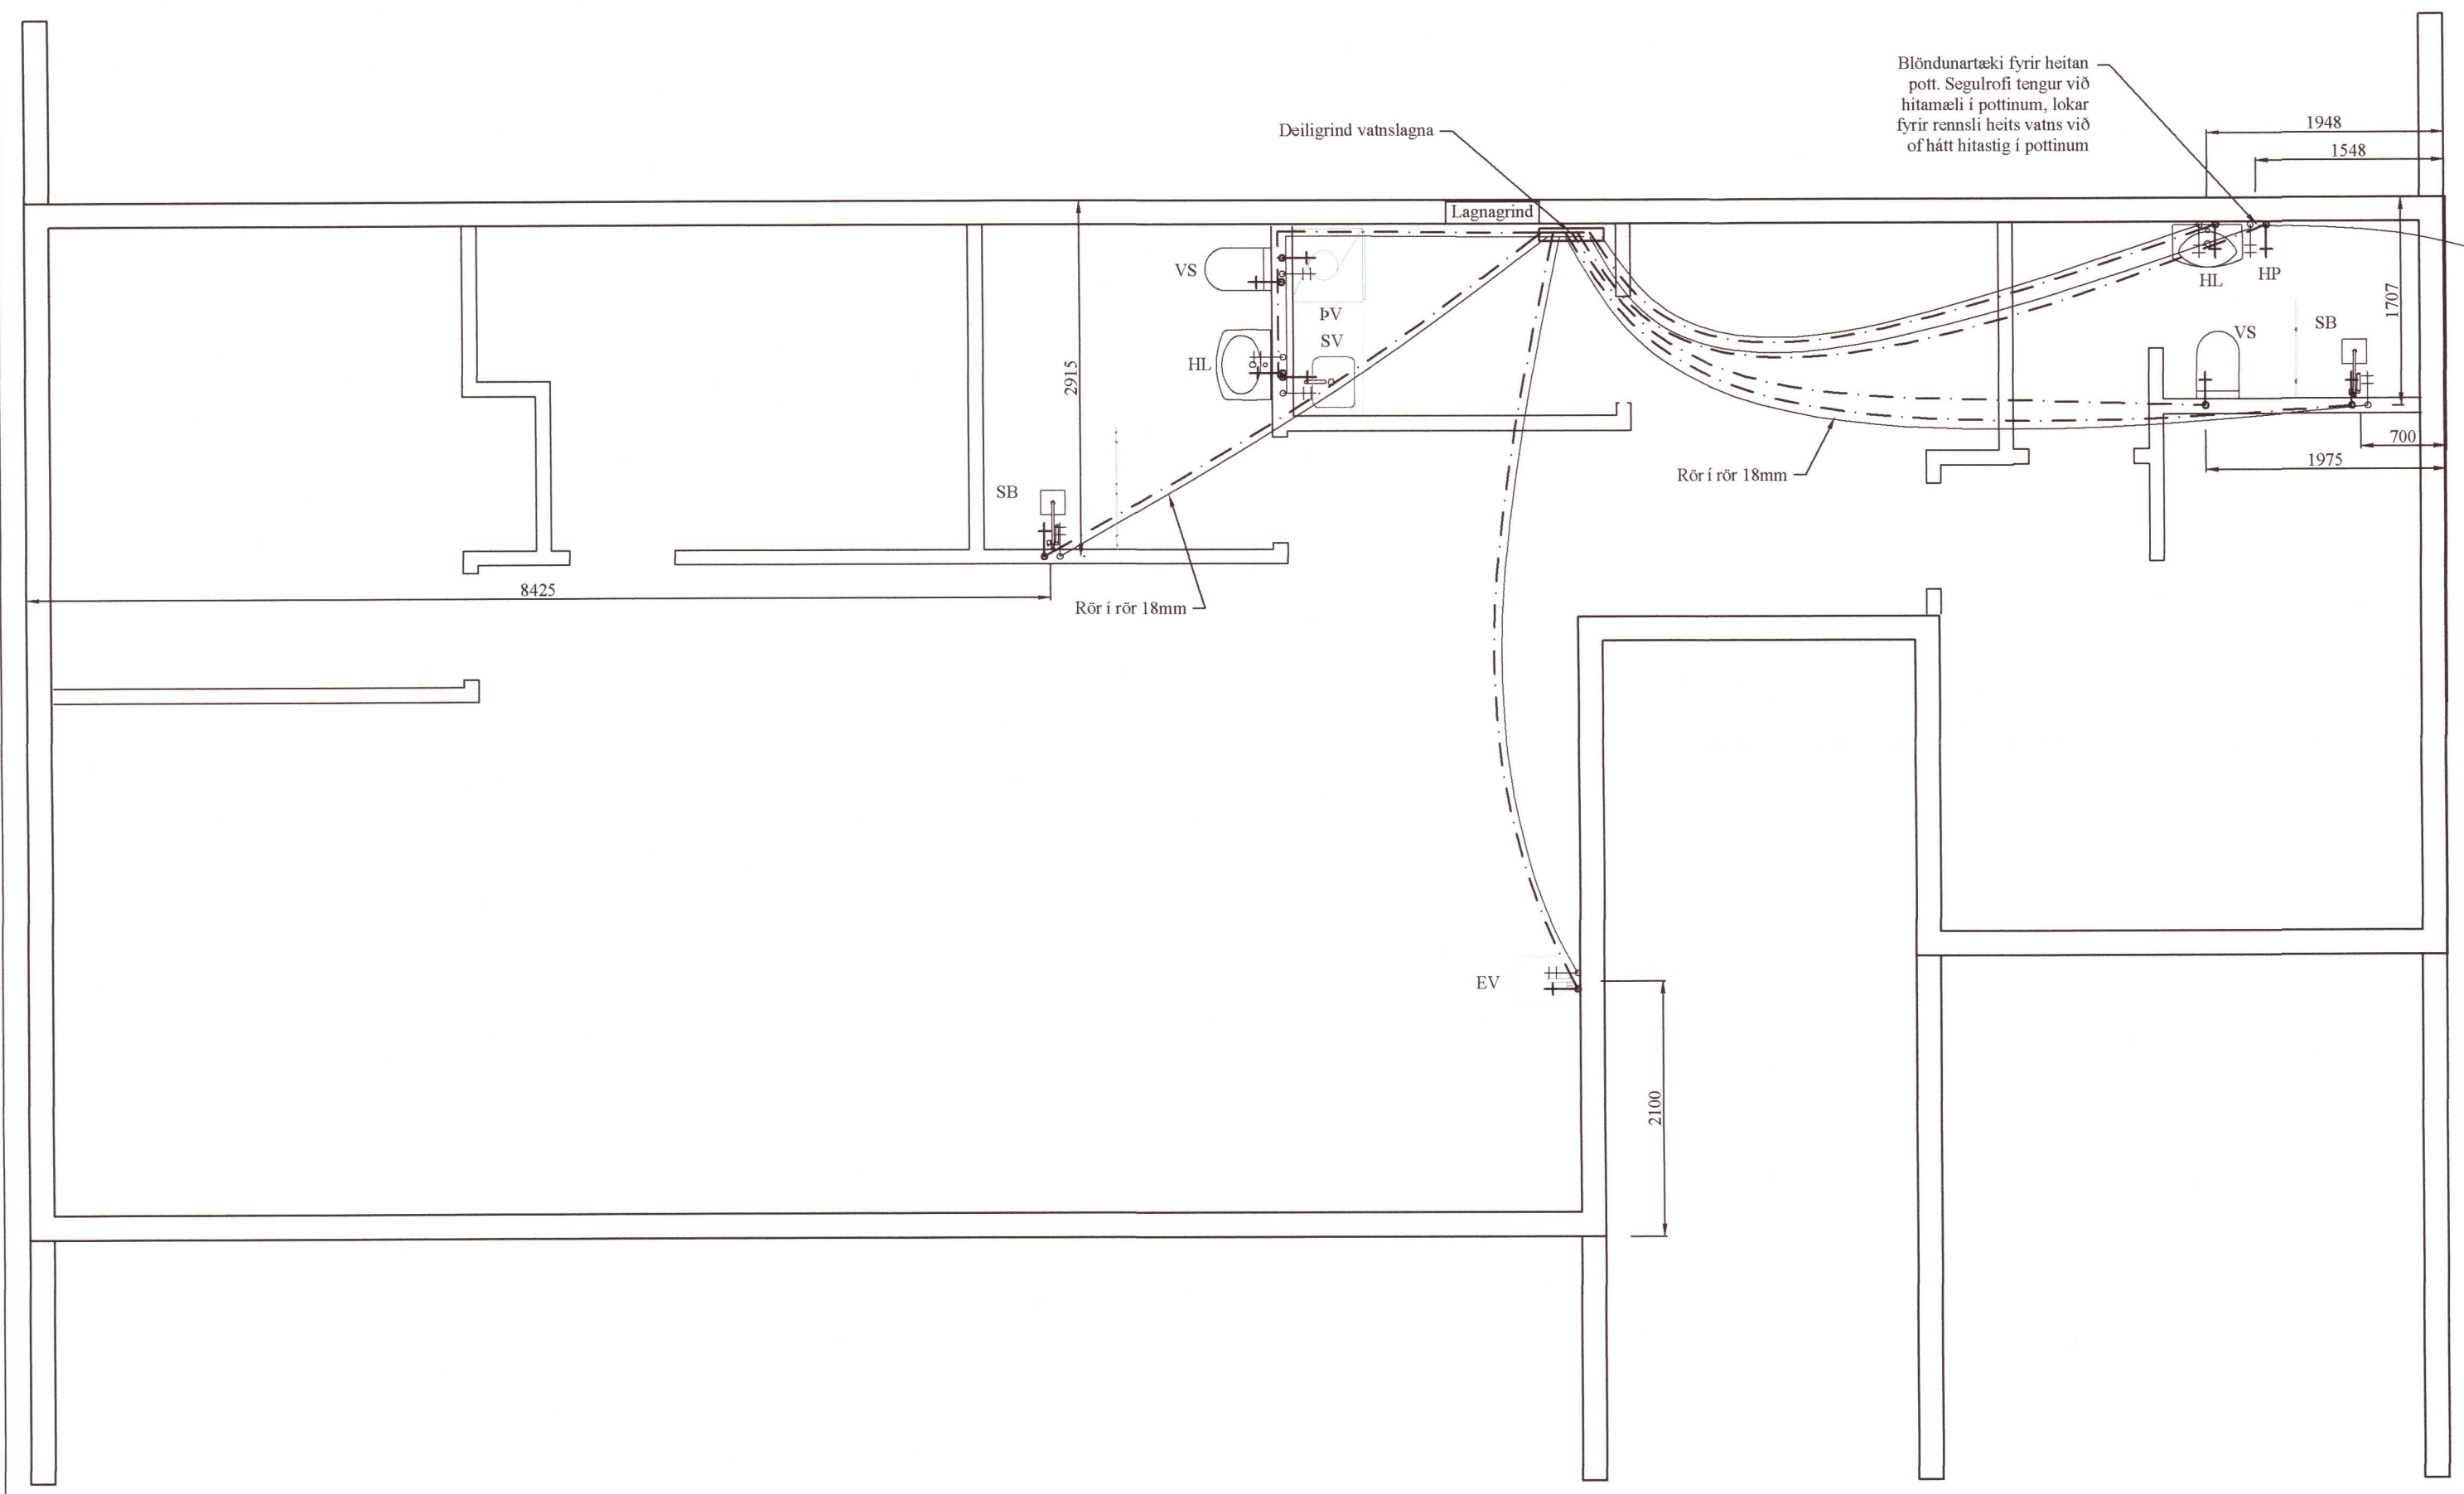 Blöndunartæki fyrir heitan
pott. Segulrofi tengur við
hitamæli í pottinum, lokar
fyrir rennsli heits vatns við
of hátt hitastig í pottinum
Deiligrind vatnslagna
1948
1548
Lagnagrind
VS
HL
HP
1707
ÞV
SV
SB
VS
HL
2915
700
1975
Rör í rör 18mm
SB
8425
Rör í rör 18mm
EV
2100